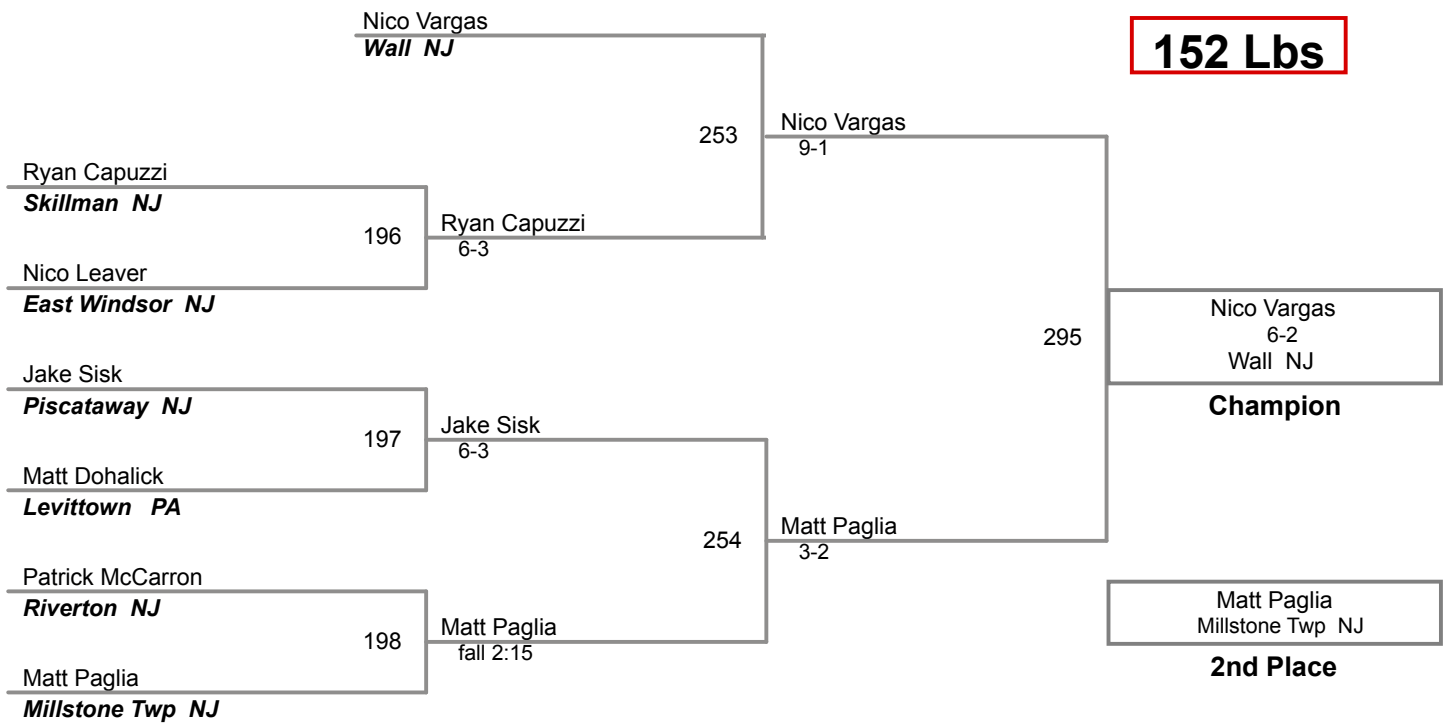 Nico Vargas
Wall NJ
152 Lbs
253
Nico Vargas
9-1
Ryan Capuzzi
Skillman NJ
196
Ryan Capuzzi
6-3
Nico Leaver
East Windsor NJ
295
Nico Vargas
6-2
Wall NJ
Champion
Jake Sisk
Piscataway NJ
197
Jake Sisk
6-3
Matt Dohalick
Levittown PA
254
Matt Paglia
3-2
Patrick McCarron
Riverton NJ
198
Matt Paglia
fall 2:15
Matt Paglia
Millstone Twp NJ
2nd Place
Matt Paglia
Millstone Twp NJ